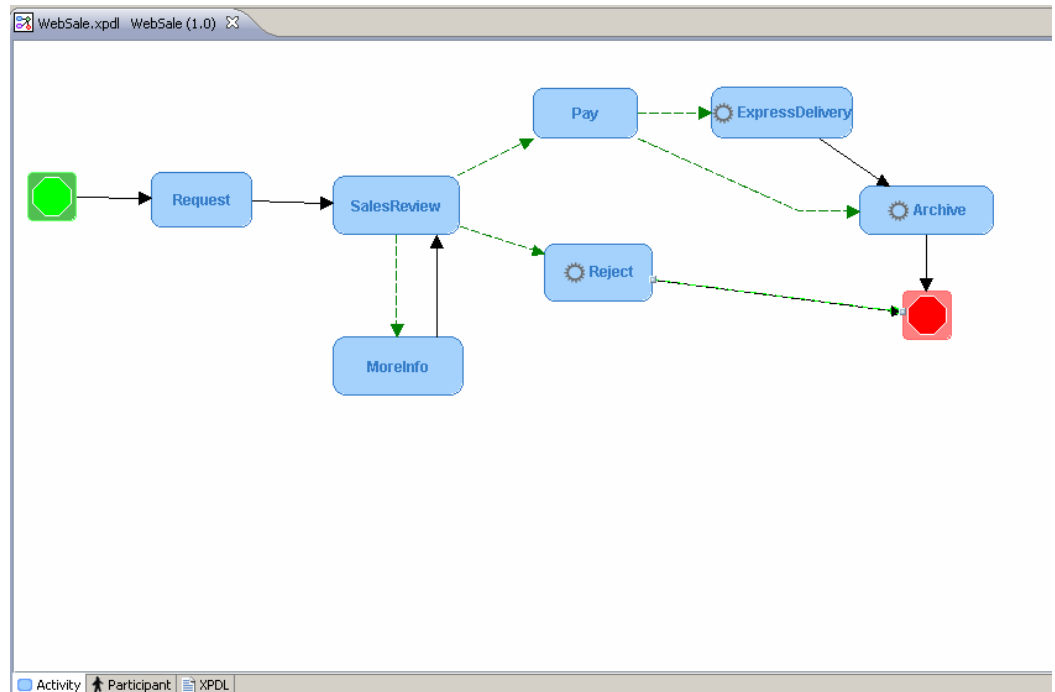 WebSale.xpdl WebSale (1.0)
Pay
ExpressDelivery
Request
SalesReview
Archive
Reject
MoreInfo
Activity Participant XPDL